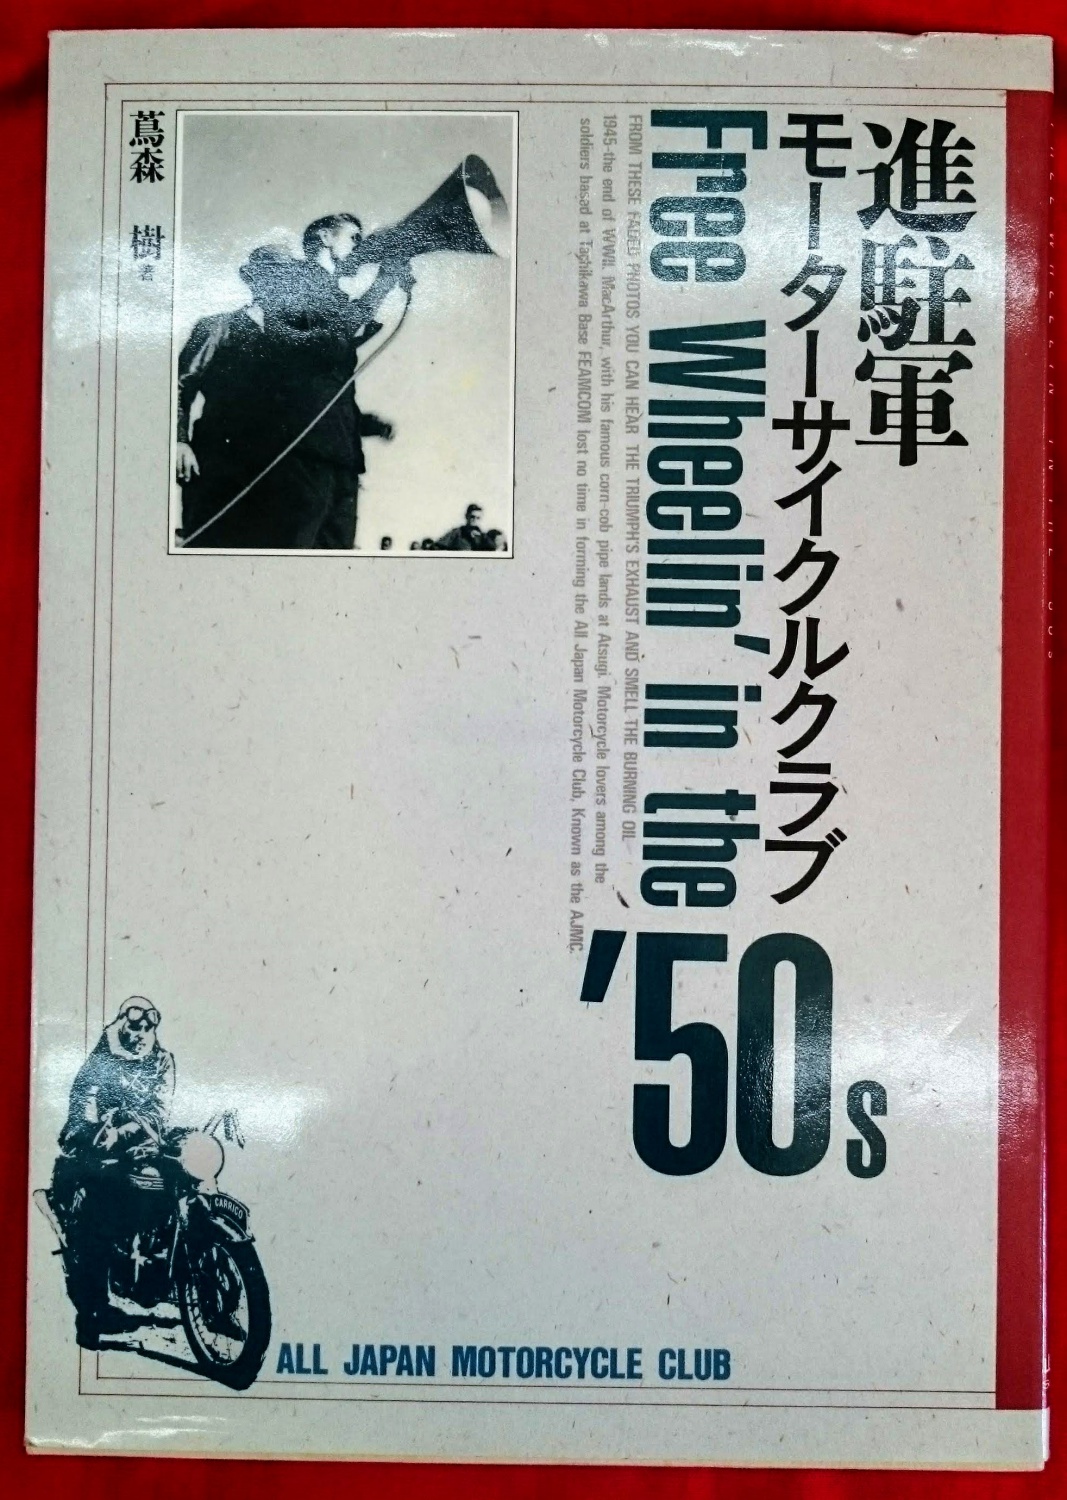 進駐軍
モーターサイクルクラブ
Free Wheelin' in the
'50s
FROM THESE FADED PHOTOS YOU CAN HEAR THE TRIUMPH'S EXHAUST AND SMELL THE BURNING OIL
1945-the end of WWII. MacArthur, with his famous corn-cob pipe lands at Atsugi. Motorcycle lovers among the
soldiers basad at Tachikawa Base FEAMCOM lost no time in forming the All Japan Motorcycle Club, Known as the AJMC.
蔦森 樹 著
CARRICO
ALL JAPAN MOTORCYCLE CLUB